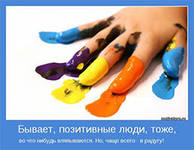 Бывает, позитивные люди, тоже,
во что нибудь вляпываются. Но, чаще всего - в радугу!